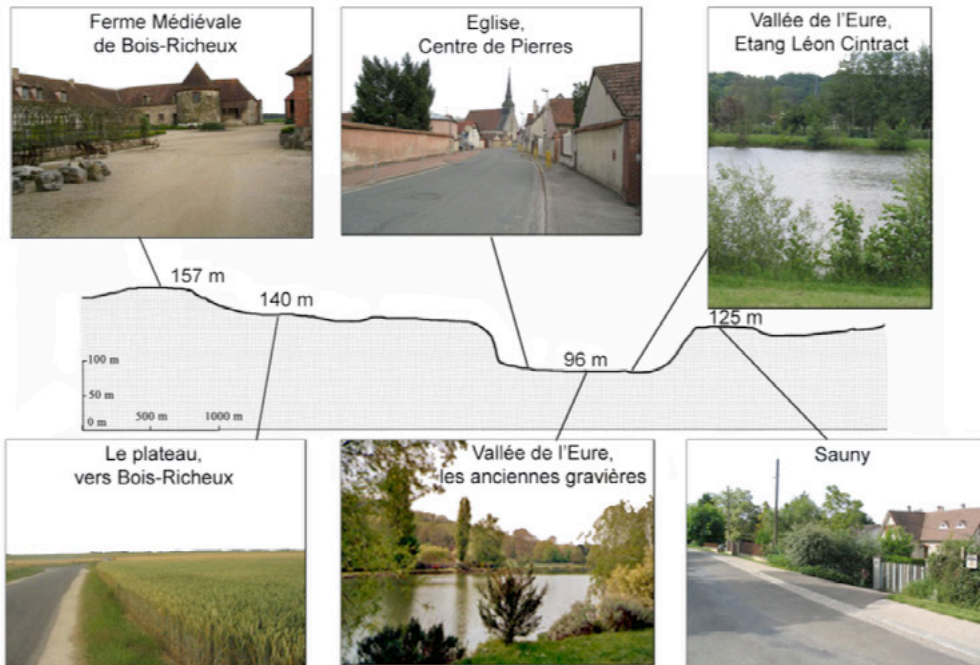 Ferme Médiévale
de Bois-Richeux
Eglise,
Centre de Pierres
Vallée de l'Eure,
Etang Léon Cintract
157 m
140 m
125 m
96 m
100 m
50 m
0 m
500 m
1000 m
Le plateau,
vers Bois-Richeux
Vallée de l'Eure,
les anciennes gravières
Sauny